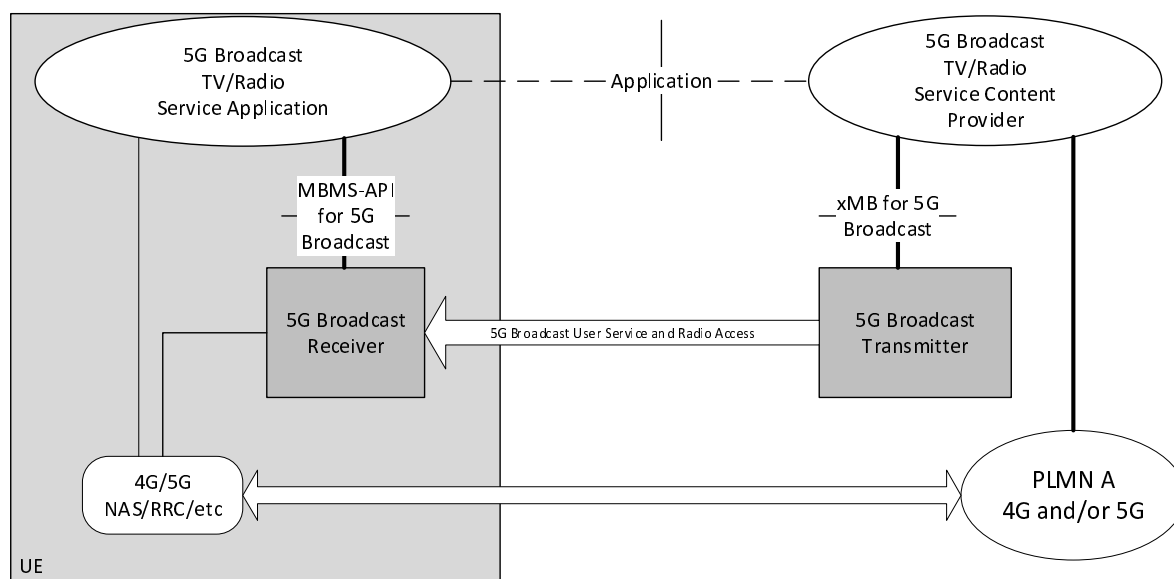 5G Broadcast
TV/Radio
Service Application
Application
5G Broadcast
TV/Radio
Service Content
Provider
MBMS-API
for 5G
Broadcast
xMB for 5G
Broadcast
5G Broadcast
Receiver
5G Broadcast User Service and Radio Access
5G Broadcast
Transmitter
4G/5G
NAS/RRC/etc
PLMN A
4G and/or 5G
UE